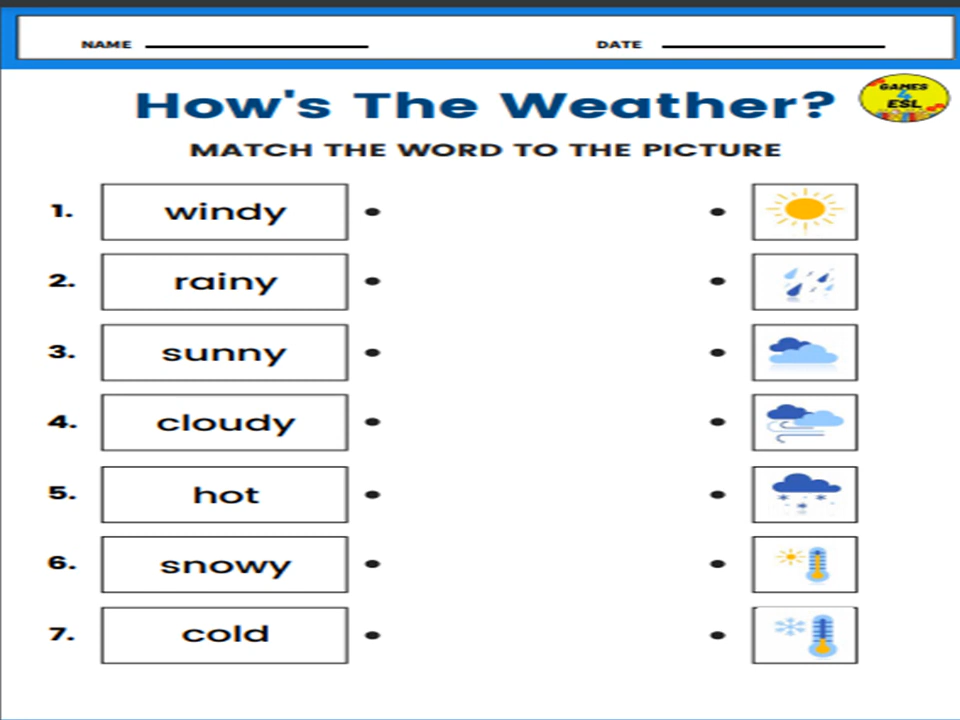 NAME DATE
How's The Weather?
GAMES
4
ESL
MATCH THE WORD TO THE PICTURE
1. windy
2. rainy
3. sunny
4. cloudy
5. hot
6. snowy
7. cold